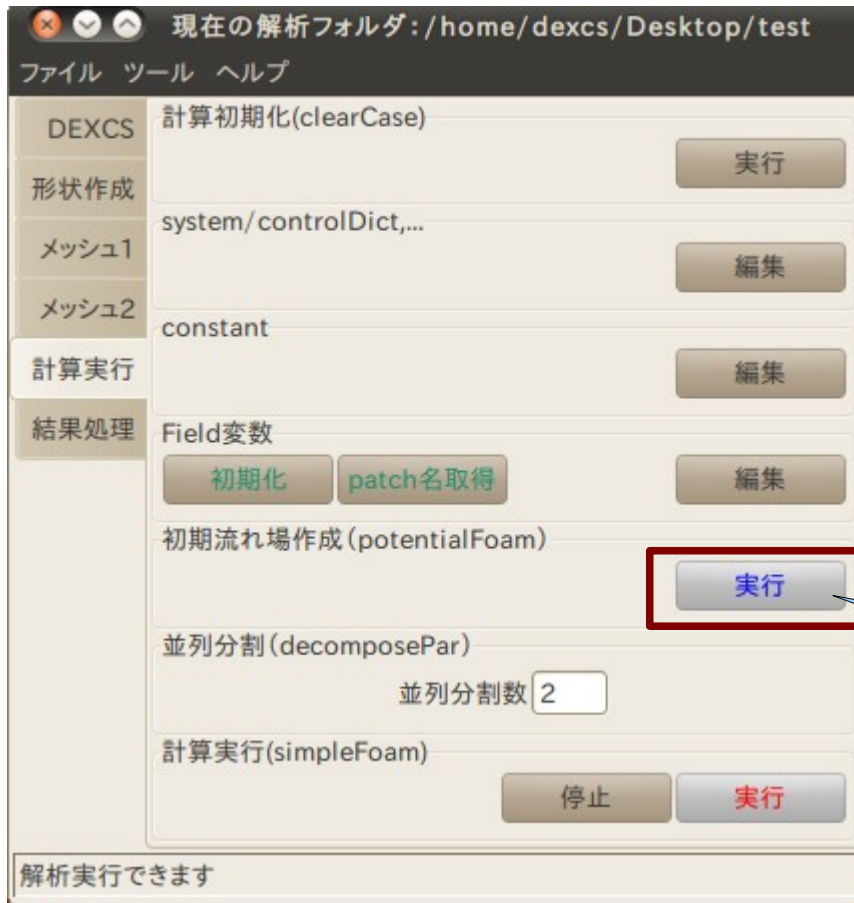 現在の解析フォルダ:/home/dexcs/Desktop/test
ファイル ツール ヘルプ
DEXCS
形状作成
メッシュ1
メッシュ2
計算実行
結果処理
計算初期化(clearCase)
実行
system/controlDict,...
編集
constant
編集
Field変数
初期化 patch名取得 編集
初期流れ場作成(potentialFoam)
実行
並列分割(decomposePar)
並列分割数 2
計算実行(simpleFoam)
停止 実行
解析実行できます